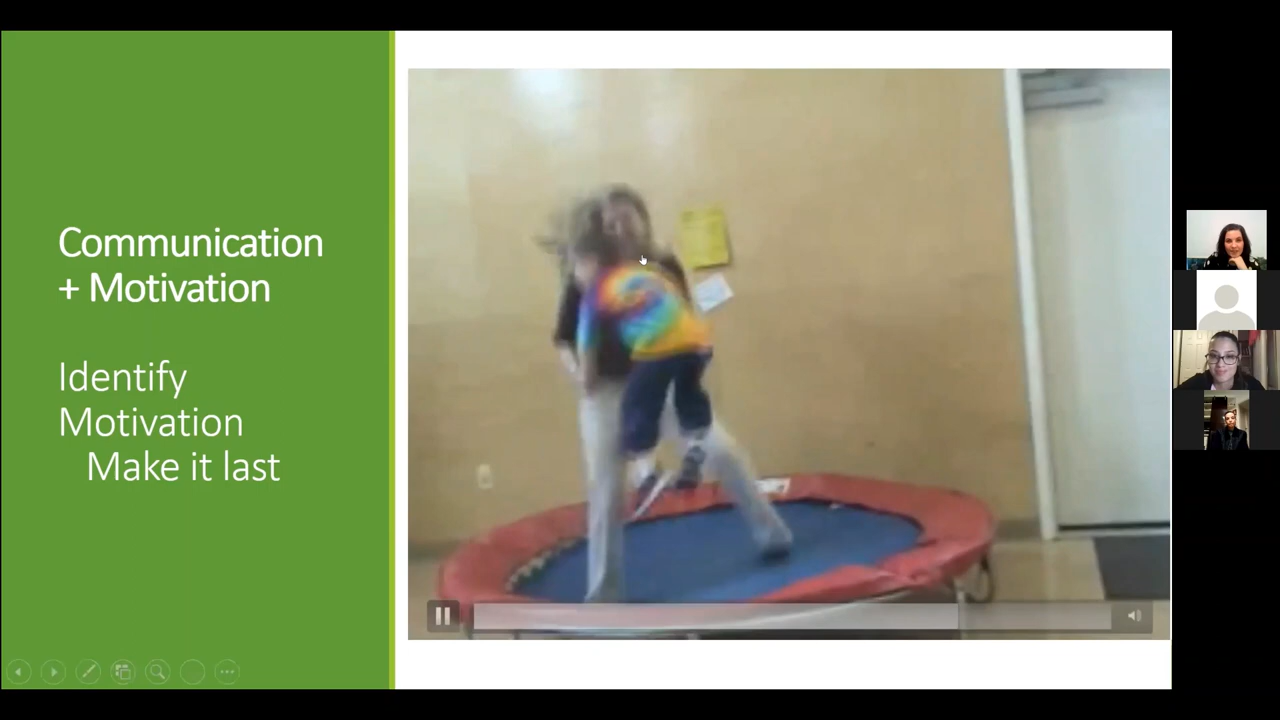 Communication
+ Motivation
Identify
Motivation
Make it last